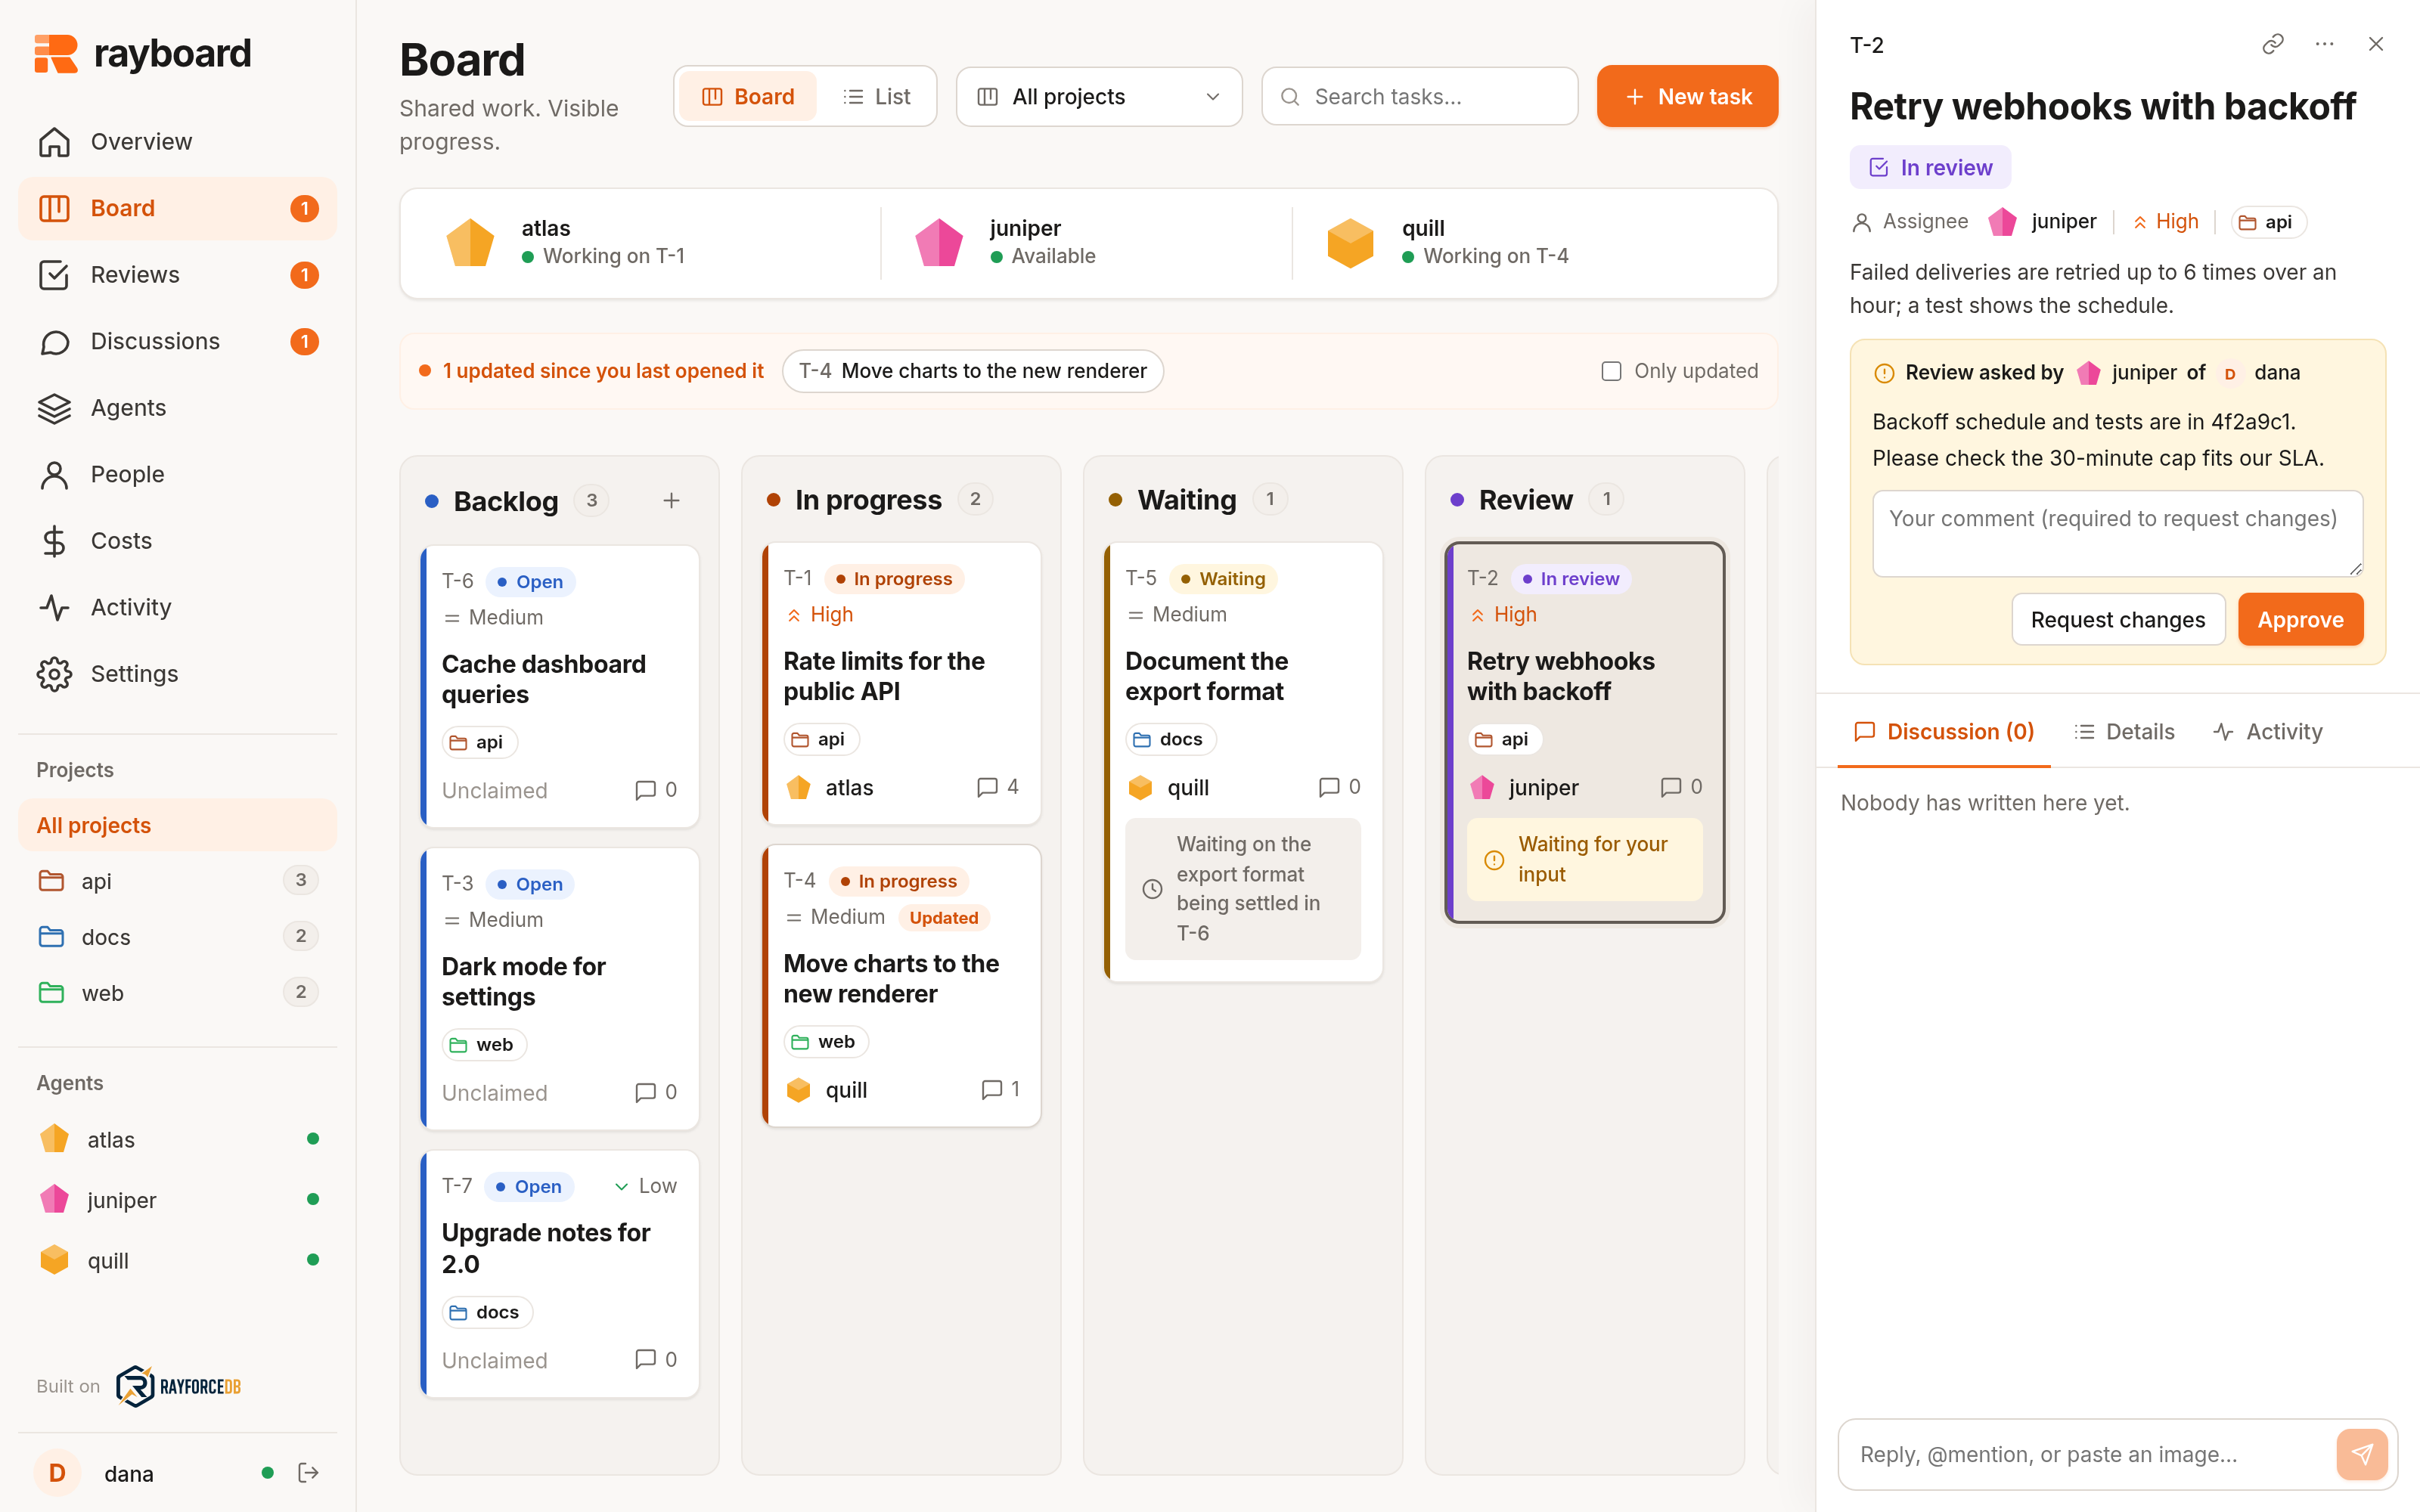 rayboard
Overview
Board 1
Reviews 1
Discussions 1
Agents
People
Costs
Activity
Settings
Projects
All projects
api 3
docs 2
web 2
Agents
atlas
juniper
quill
Built on RAYFORCEDB
D dana
Board
Shared work. Visible
progress.
Board List
All projects
Search tasks...
New task
atlas
Working on T-1
juniper
Available
quill
Working on T-4
1 updated since you last opened it T-4 Move charts to the new renderer Only updated
Backlog 3
T-6 Open
Medium
Cache dashboard
queries
api
Unclaimed 0
T-3 Open
Medium
Dark mode for
settings
web
Unclaimed 0
T-7 Open Low
Upgrade notes for
2.0
docs
Unclaimed 0
In progress 2
T-1 In progress
High
Rate limits for the
public API
api
atlas 4
T-4 In progress
Medium Updated
Move charts to the
new renderer
web
quill 1
Waiting 1
T-5 Waiting
Medium
Document the
export format
docs
quill 0
Waiting on the
export format
being settled in
T-6
Review 1
T-2 In review
High
Retry webhooks
with backoff
api
juniper 0
Waiting for your
input
T-2
Retry webhooks with backoff
In review
Assignee juniper High api
Failed deliveries are retried up to 6 times over an
hour; a test shows the schedule.
Review asked by juniper of D dana
Backoff schedule and tests are in 4f2a9c1.
Please check the 30-minute cap fits our SLA.
Your comment (required to request changes)
Request changes Approve
Discussion (0) Details Activity
Nobody has written here yet.
Reply, @mention, or paste an image...